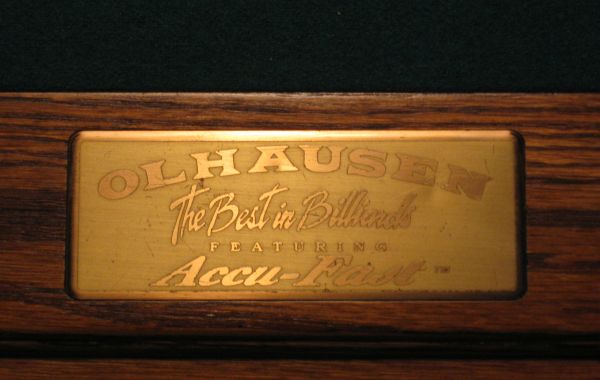 OLHAUSEN
The Best in Billiards
FEATURING
Accu-Fast™